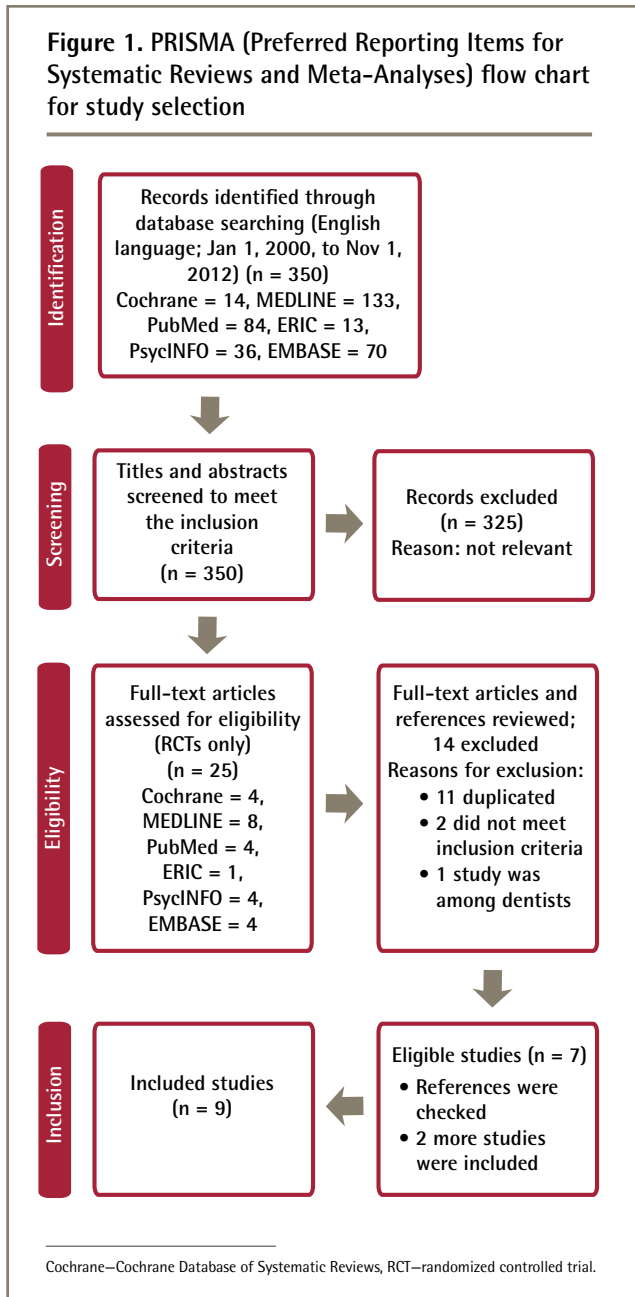 Figure 1. PRISMA (Preferred Reporting Items for
Systematic Reviews and Meta-Analyses) flow chart
for study selection
Identification
Records identified through
database searching (English
language; Jan 1, 2000, to Nov 1,
2012) (n = 350)
Cochrane = 14, MEDLINE = 133,
PubMed = 84, ERIC = 13,
PsycINFO = 36, EMBASE = 70
Screening
Titles and abstracts
screened to meet
the inclusion
criteria
(n = 350)
Records excluded
(n = 325)
Reason: not relevant
Eligibility
Full-text articles
assessed for eligibility
(RCTs only)
(n = 25)
Cochrane = 4,
MEDLINE = 8,
PubMed = 4,
ERIC = 1,
PsycINFO = 4,
EMBASE = 4
Full-text articles and
references reviewed;
14 excluded
Reasons for exclusion:
• 11 duplicated
• 2 did not meet
inclusion criteria
• 1 study was
among dentists
Inclusion
Included studies
(n = 9)
Eligible studies (n = 7)
• References were
checked
• 2 more studies
were included
Cochrane—Cochrane Database of Systematic Reviews, RCT—randomized controlled trial.